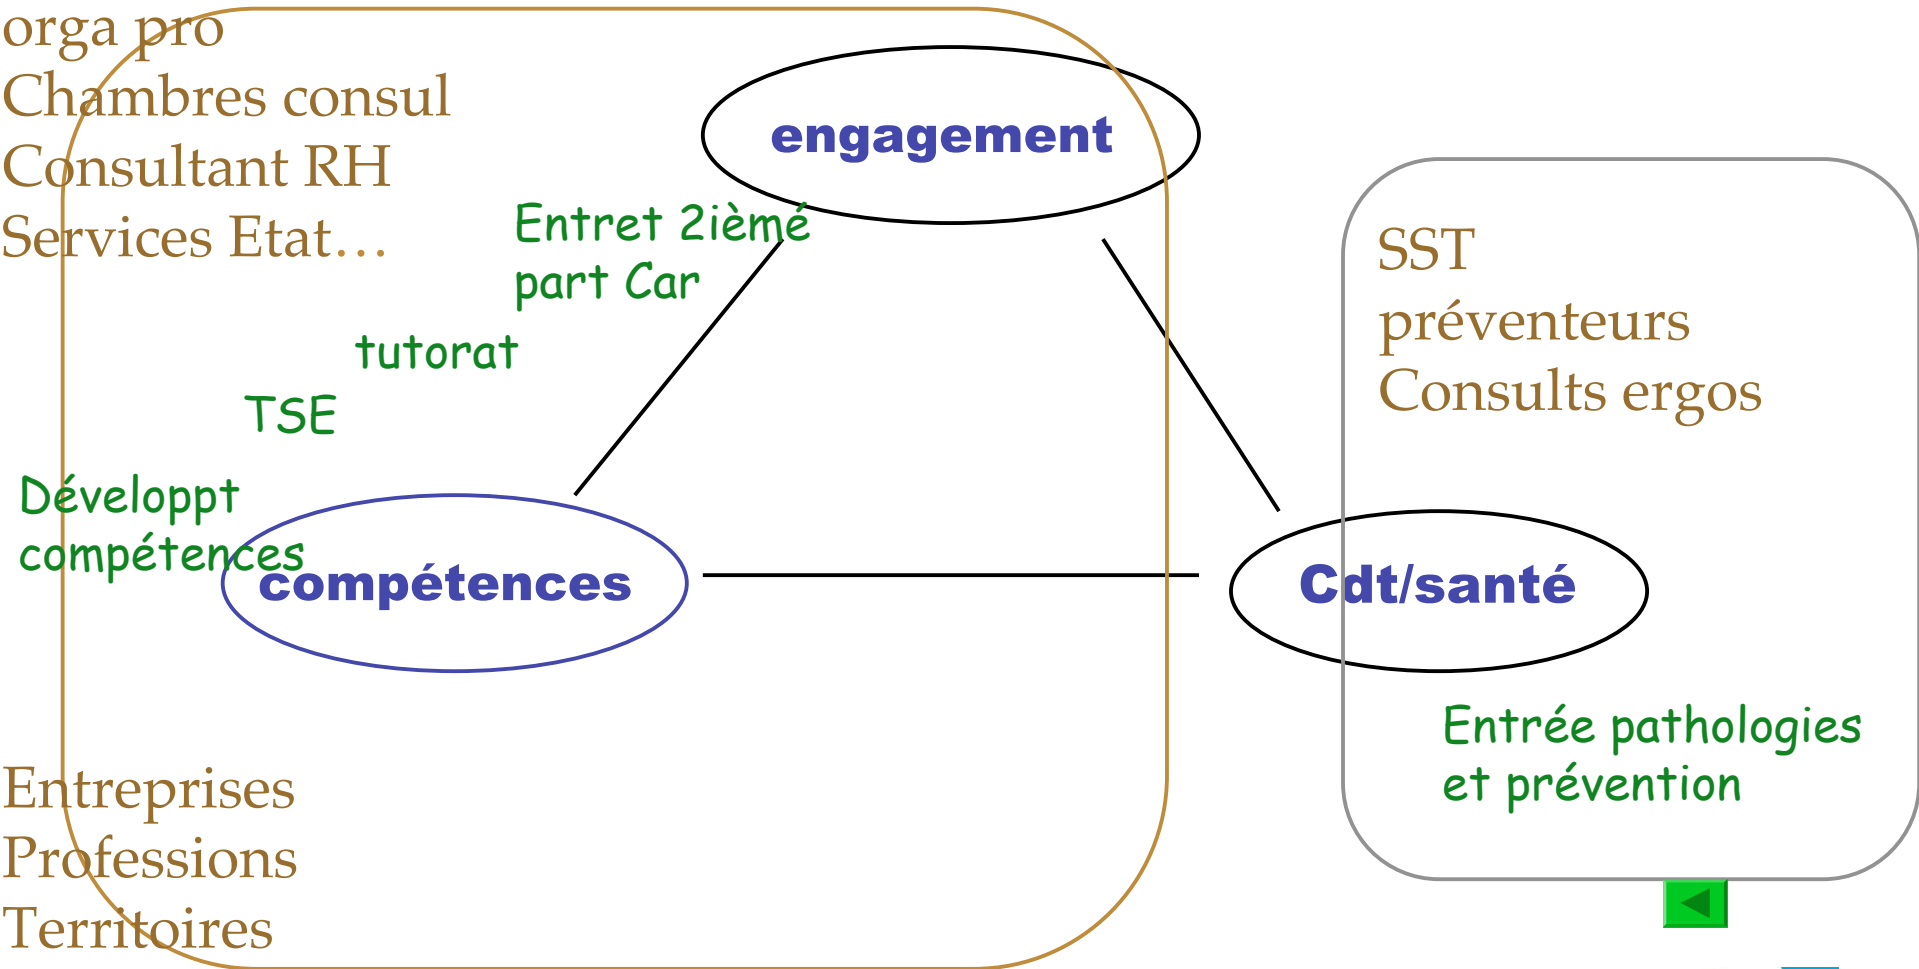 orga pro
Chambres consul
Consultant RH
Services Etat…
engagement
Entret 2ièmé
part Car
tutorat
TSE
Développt
compétences
compétences
SST
préventeurs
Consults ergos
Cdt/santé
Entrée pathologies
et prévention
Entreprises
Professions
Territoires